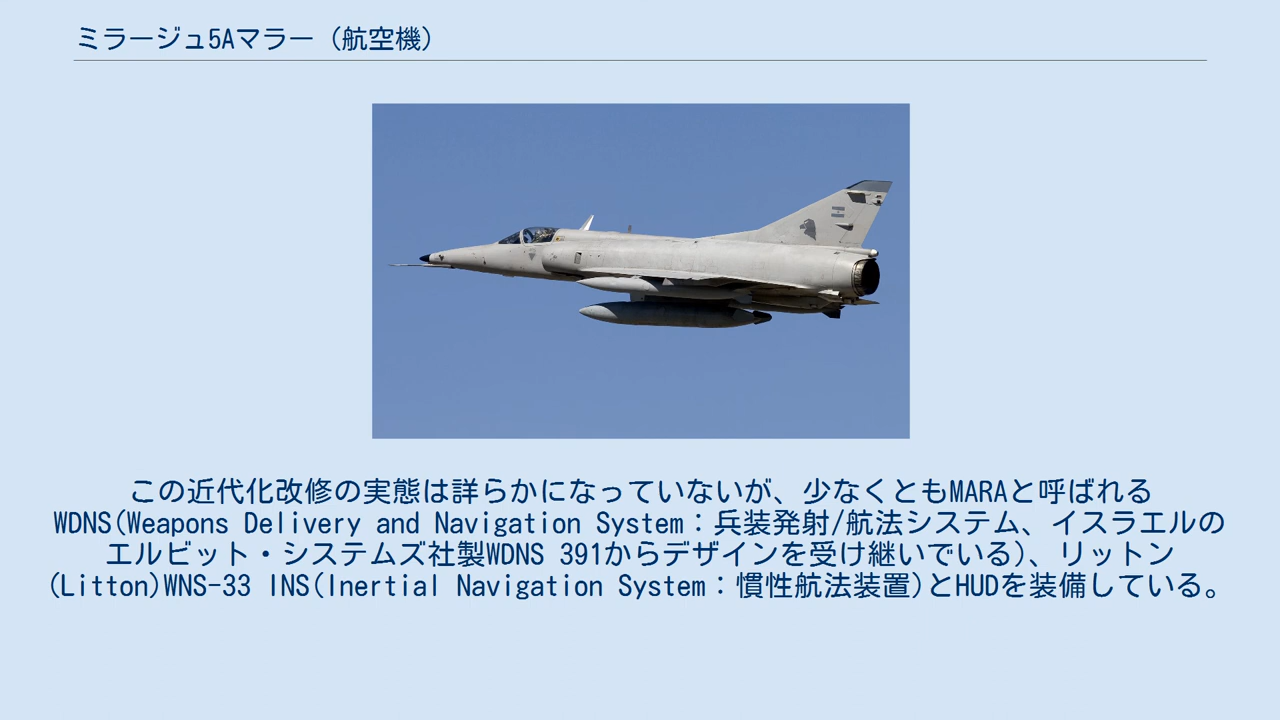 ミラージュ5Aマラー（航空機）
この近代化改修の実態は詳らかになっていないが、少なくともMARAと呼ばれる
WDNS(Weapons Delivery and Navigation System：兵装発射/航法システム、イスラエルの
エルビット・システムズ社製WDNS 391からデザインを受け継いでいる)、リットン
(Litton)WNS-33 INS(Inertial Navigation System：慣性航法装置)とHUDを装備している。